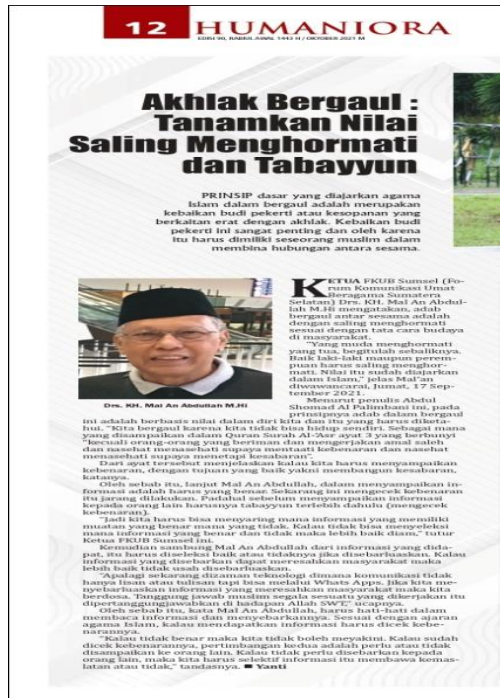 12 HUMANIORA
EDISI 90, RABIUL AWAL 1443 H / OKTOBER 2021 M
Akhlak Bergaul :
Tanamkan Nilai
Saling Menghormati
dan Tabayyun
PRINSIP dasar yang diajarkan agama
Islam dalam bergaul adalah merupakan
kebaikan budi pekerti atau kesopanan yang
berkaitan erat dengan akhlak. Kebaikan budi
pekerti ini sangat penting dan oleh karena
itu harus dimiliki seseorang muslim dalam
membina hubungan antara sesama.
Drs. KH. Mal An Abdullah M.Hi
KETUA FKUB Sumsel (Fo-
rum Komunikasi Umat
Beragama Sumatera
Selatan) Drs. KH. Mal An Abdul-
lah M.Hi mengatakan, adab
bergaul antar sesama adalah
dengan saling menghormati
sesuai dengan tata cara budaya
di masyarakat.
"Yang muda menghormati
yang tua, begitulah sebaliknya.
Baik laki-laki maupun perem-
puan harus saling menghor-
mati. Nilai itu sudah diajarkan
dalam Islam," jelas Mal'an
diwawancarai, Jumat, 17 Sep-
tember 2021.
Menurut penulis Abdul
Shomad Al Palimbani ini, pada
prinsipnya adab dalam bergaul
ini adalah berbasis nilai dalam diri kita dan itu yang harus diketa-
hui. "Kita bergaul karena kita tidak bisa hidup sendiri. Sebagai mana
yang disampaikan dalam Quran Surah Al-'Asr ayat 3 yang berbunyi
"kecuali orang-orang yang beriman dan mengerjakan amal saleh
dan nasehat menasehati supaya mentaati kebenaran dan nasehat
menasehati supaya menetapi kesabaran".
Dari ayat tersebut menjelaskan kalau kita harus menyampaikan
kebenaran, dengan tujuan yang baik yakni membangun kesabaran,
katanya.
Oleh sebab itu, lanjut Mal An Abdullah, dalam menyampaikan in-
formasi adalah harus yang benar. Sekarang ini mengecek kebenaran
itu jarang dilakukan. Padahal sebelum menyampaikan informasi
kepada orang lain harusnya tabayyun terlebih dahulu (mengecek
kebenaran).
"Jadi kita harus bisa menyaring mana informasi yang memiliki
muatan yang benar mana yang tidak. Kalau tidak bisa menyeleksi
mana informasi yang benar dan tidak maka lebih baik diam," tutur
Ketua FKUB Sumsel ini.
Kemudian sambung Mal An Abdullah dari informasi yang dida-
pat, itu harus diseleksi baik atau tidaknya jika disebarluaskan. Kalau
informasi yang disebarkan dapat meresahkan masyarakat maka
lebih baik tidak usah disebarluaskan.
"Apalagi sekarang dizaman teknologi dimana komunikasi tidak
hanya lisan atau tulisan tapi bisa melalui Whats Apps. Jika kita me-
nyebarluaskan informasi yang meresahkan masyarakat maka kita
berdosa. Tanggung jawab muslim segala sesuatu yang dikerjakan itu
dipertanggungjawabkan di hadapan Allah SWT," ucapnya.
Oleh sebab itu, kata Mal An Abdullah, harus hati-hati dalam
membaca informasi dan menyebarkannya. Sesuai dengan ajaran
agama Islam, kalau mendapatkan informasi harus dicek kebe-
narannya.
"Kalau tidak benar maka kita tidak boleh meyakini. Kalau sudah
dicek kebenarannya, pertimbangan kedua adalah perlu atau tidak
disampaikan ke orang lain. Kalau tidak perlu disebarkan kepada
orang lain, maka kita harus selektif informasi itu membawa kemas-
latan atau tidak," tandasnya. ■ Yanti